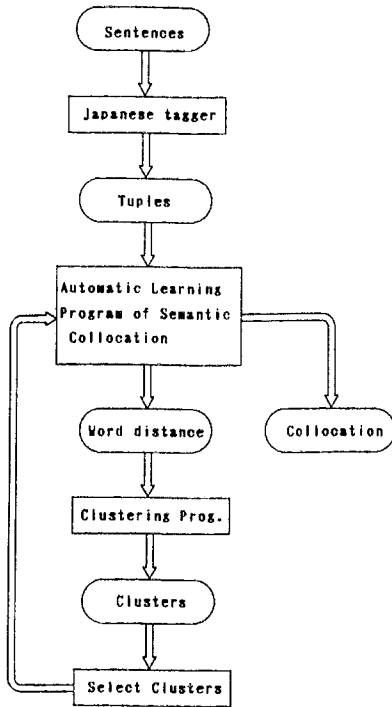 Sentences
Japanese tagger
Tuples
Automatic Learning
Program of Semantic
Collocation
Word distance
Collocation
Clustering Prog.
Clusters
Select Clusters